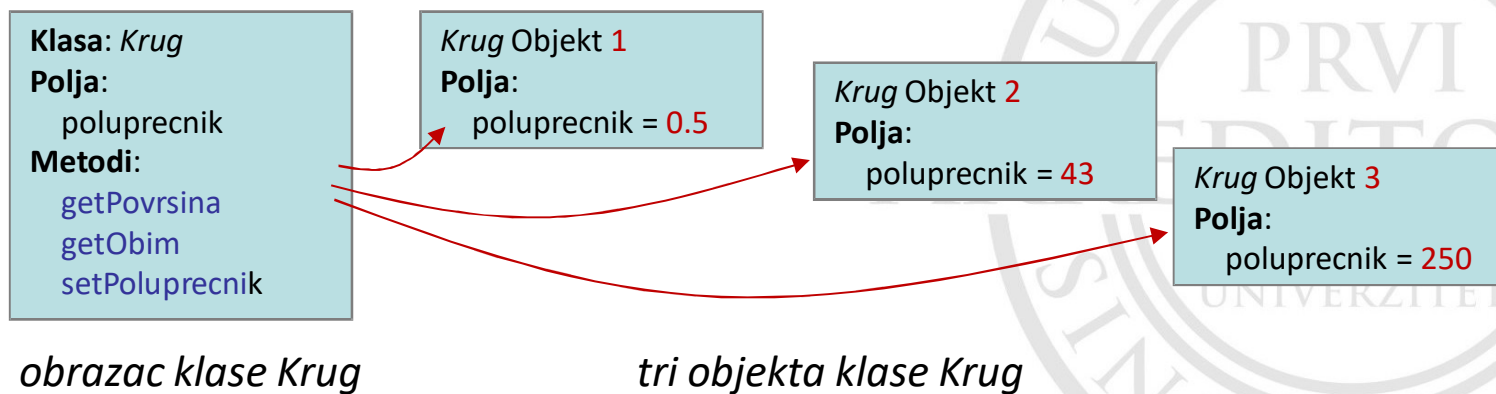 Klasa: Krug
Polja:
poluprecnik
Metodi:
getPovrsina
getObim
setPoluprecnik
Krug Objekt 1
Polja:
poluprecnik = 0.5
Krug Objekt 2
Polja:
poluprecnik = 43
Krug Objekt 3
Polja:
poluprecnik = 250
obrazac klase Krug
tri objekta klase Krug
PRVI
UNIVERZITET